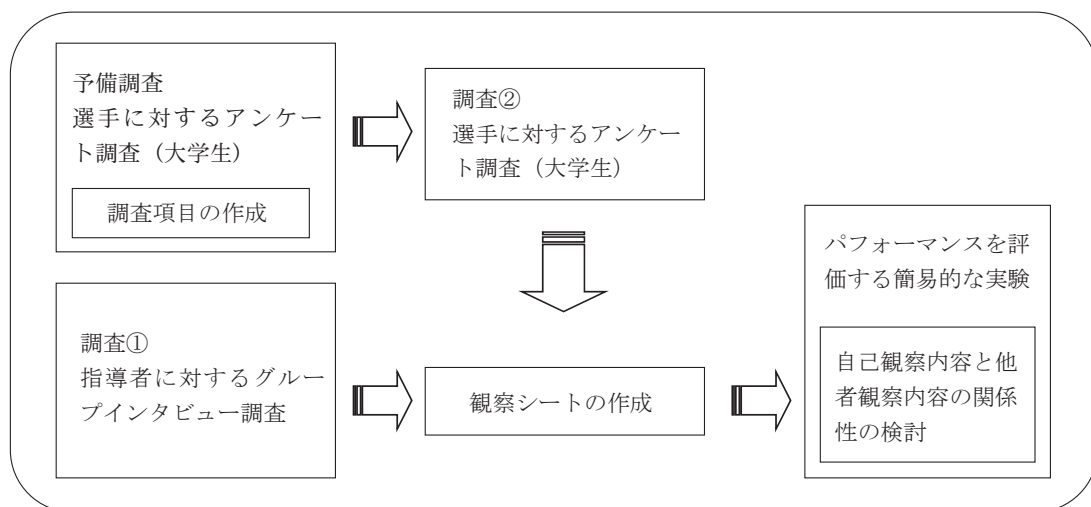 予備調査
選手に対するアンケー
ト調査（大学生）
調査項目の作成
調査②
選手に対するアンケー
ト調査（大学生）
調査①
指導者に対するグルー
プインタビュー調査
観察シートの作成
パフォーマンスを評
価する簡易的な実験
自己観察内容と他
者観察内容の関係
性の検討